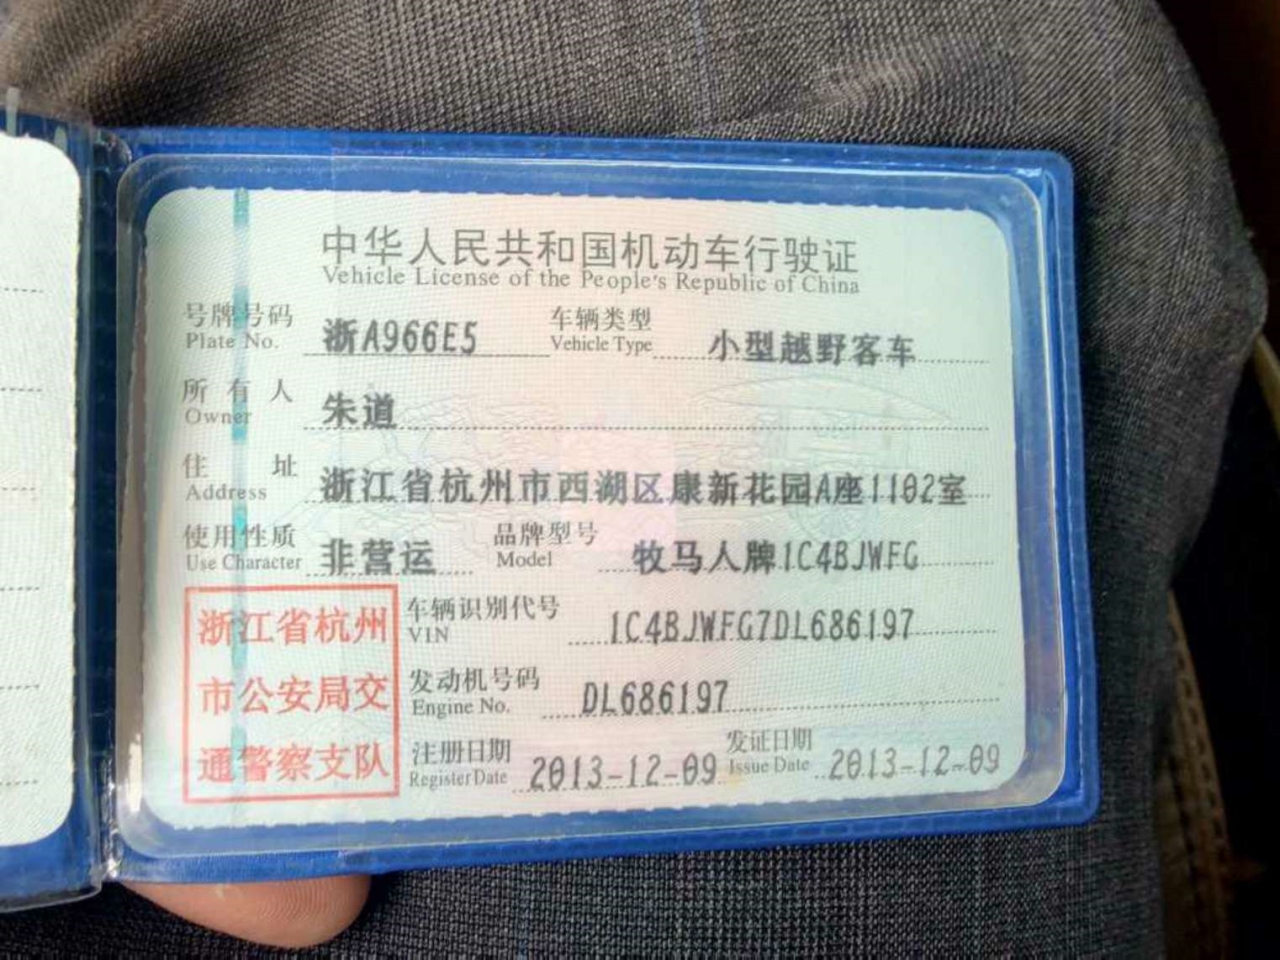 中华人民共和国机动车行驶证
Vehicle License of the People's Republic of China
号牌号码 浙A966E5 车辆类型 小型越野客车
Plate No. Vehicle Type
所有人 朱道
Owner
住址 浙江省杭州市西湖区康新花园A座1102室
Address
使用性质 非营运 品牌型号 牧马人牌1C4BJWFG
Use Character Model
浙江省杭州
市公安局交
通警察支队
车辆识别代号 1C4BJWFG7DL686197
VIN
发动机号码 DL686197
Engine No.
注册日期 2013-12-09 发证日期 2013-12-09
Register Date Issue Date